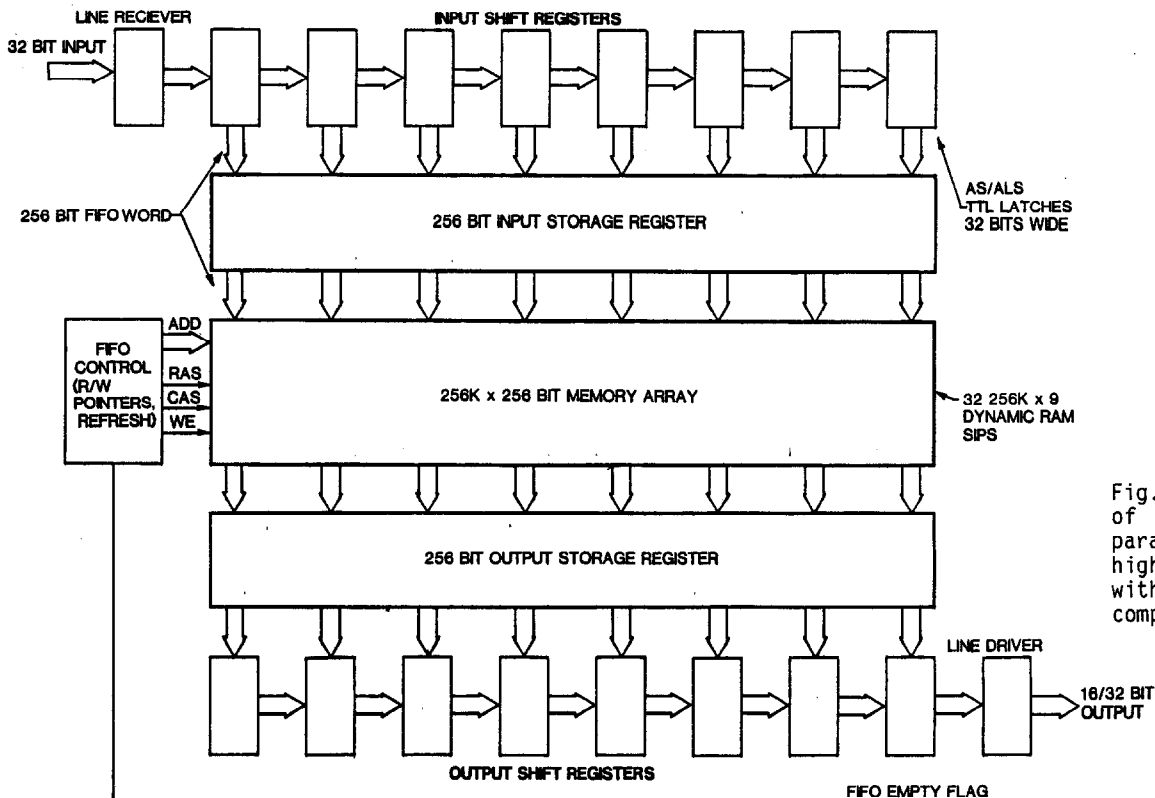 LINE RECIEVER
INPUT SHIFT REGISTERS
32 BIT INPUT
256 BIT FIFO WORD
256 BIT INPUT STORAGE REGISTER
AS/ALS
TTL LATCHES
32 BITS WIDE
FIFO
CONTROL
(R/W
POINTERS,
REFRESH)
ADD
RAS
CAS
WE
256K x 256 BIT MEMORY ARRAY
32 256K x 9
DYNAMIC RAM
SIPS
256 BIT OUTPUT STORAGE REGISTER
Fig.
of
para
high
with
comp
LINE DRIVER
16/32 BIT
OUTPUT
OUTPUT SHIFT REGISTERS
FIFO EMPTY FLAG